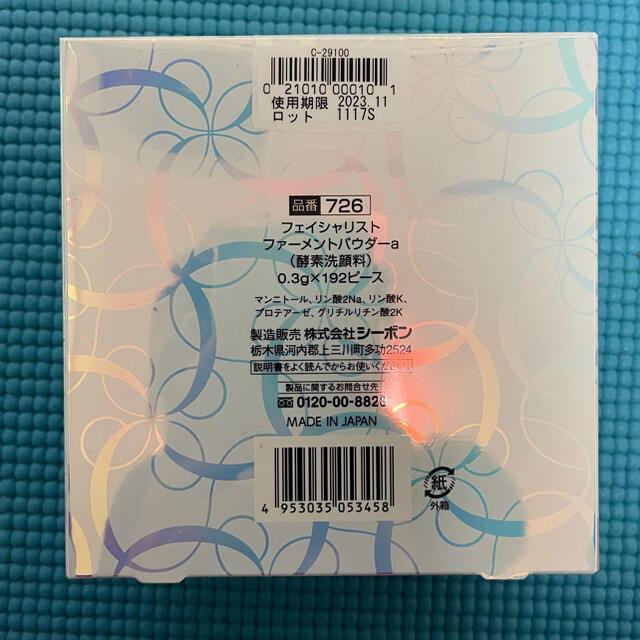 C-29100
0 21010 00010 1
使用期限 2023.11
ロット 1117S
品番 726
フェイシャリスト
ファーメントパウダーa
(酵素洗顔料)
0.3g×192ピース
マンニトール、リン酸2Na、リン酸K、
プロテアーゼ、グリチルリチン酸2K
製造販売 株式会社シーボン
栃木県河内郡上三川町多功2524
説明書をよく読んでからお使いください。
製品に関するお問合せ先
0120-00-8828
MADE IN JAPAN
4 953035 053458
紙
外箱